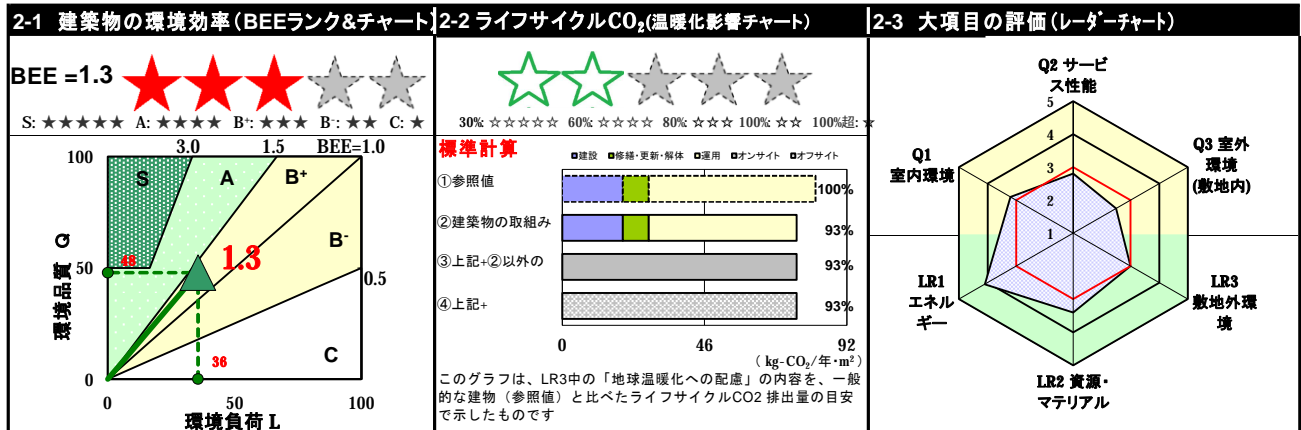 2-1 建築物の環境効率(BEEランク&チャート)
BEE =1.3
S: ★★★★★ A: ★★★★ B+: ★★★ B-: ★★ C: ★
3.0 1.5 BEE=1.0
100
S A B+
B-
50
48
1.3
0.5
36
C
0
0 50 100
環境品質 Q
環境負荷 L
2-2 ライフサイクルCO2(温暖化影響チャート)
30%: ☆☆☆☆☆ 60%: ☆☆☆☆ 80%: ☆☆☆ 100%: ☆☆ 100%超: ★
標準計算
■建設 ■修繕・更新・解体 □運用 ■オンサイト ■オフサイト
①参照値 100%
②建築物の取組み 93%
③上記+②以外の 93%
④上記+ 93%
0 46 92
( kg-CO2/年・m2 )
このグラフは、LR3中の「地球温暖化への配慮」の内容を、一般
的な建物(参照値)と比べたライフサイクルCO2 排出量の目安
で示したものです
2-3 大項目の評価(レーダーチャート)
Q2 サービ
ス性能
5
4
3
2
1
Q1
室内環境
Q3 室外
環境
(敷地内)
LR1
エネル
ギー
LR3
敷地外環
境
LR2 資源・
マテリアル